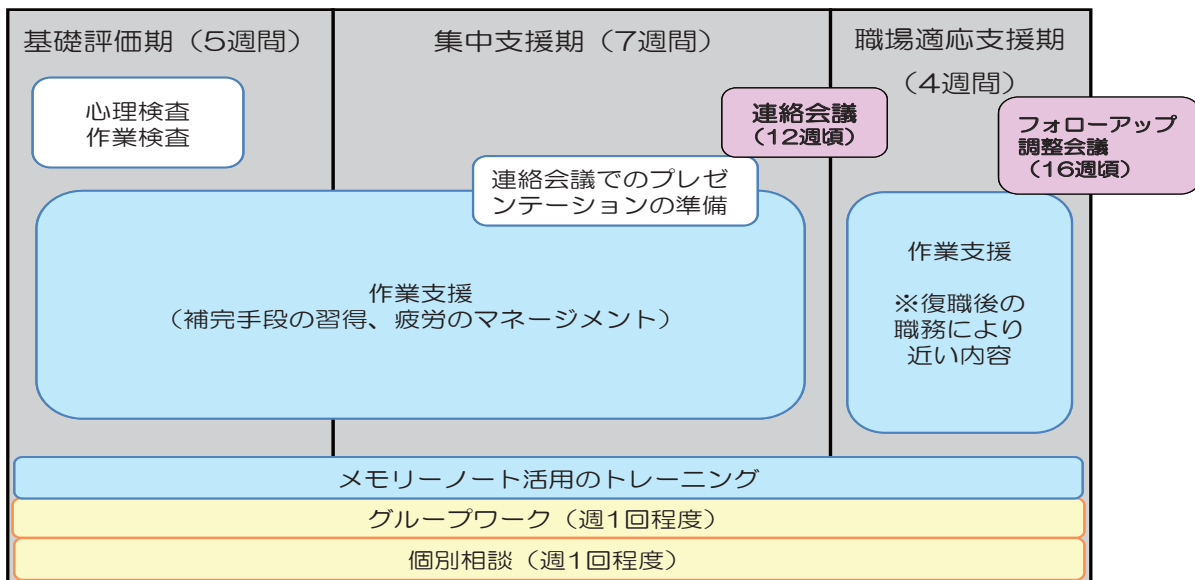 基礎評価期（5週間）
集中支援期（7週間）
職場適応支援期
（4週間）
心理検査
作業検査
連絡会議
（12週頃）
フォローアップ
調整会議
（16週頃）
連絡会議でのプレゼ
ンテーションの準備
作業支援
（補完手段の習得、疲労のマネージメント）
作業支援
※復職後の
職務により
近い内容
メモリーノート活用のトレーニング
グループワーク（週1回程度）
個別相談（週1回程度）